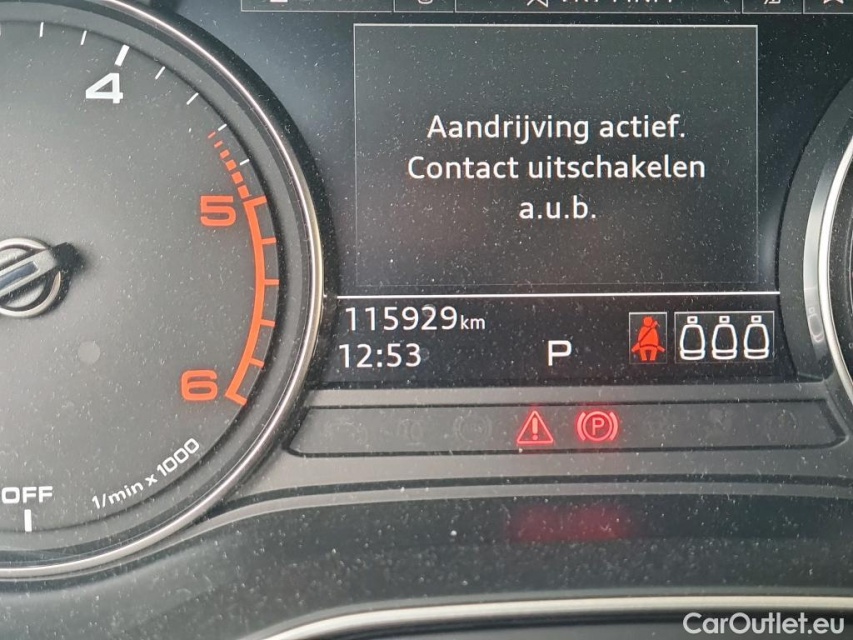 4
5
6
1/min x 1000
OFF
Aandrijving actief.
Contact uitschakelen
a.u.b.
115929km
12:53
P
P
CarOutlet.eu